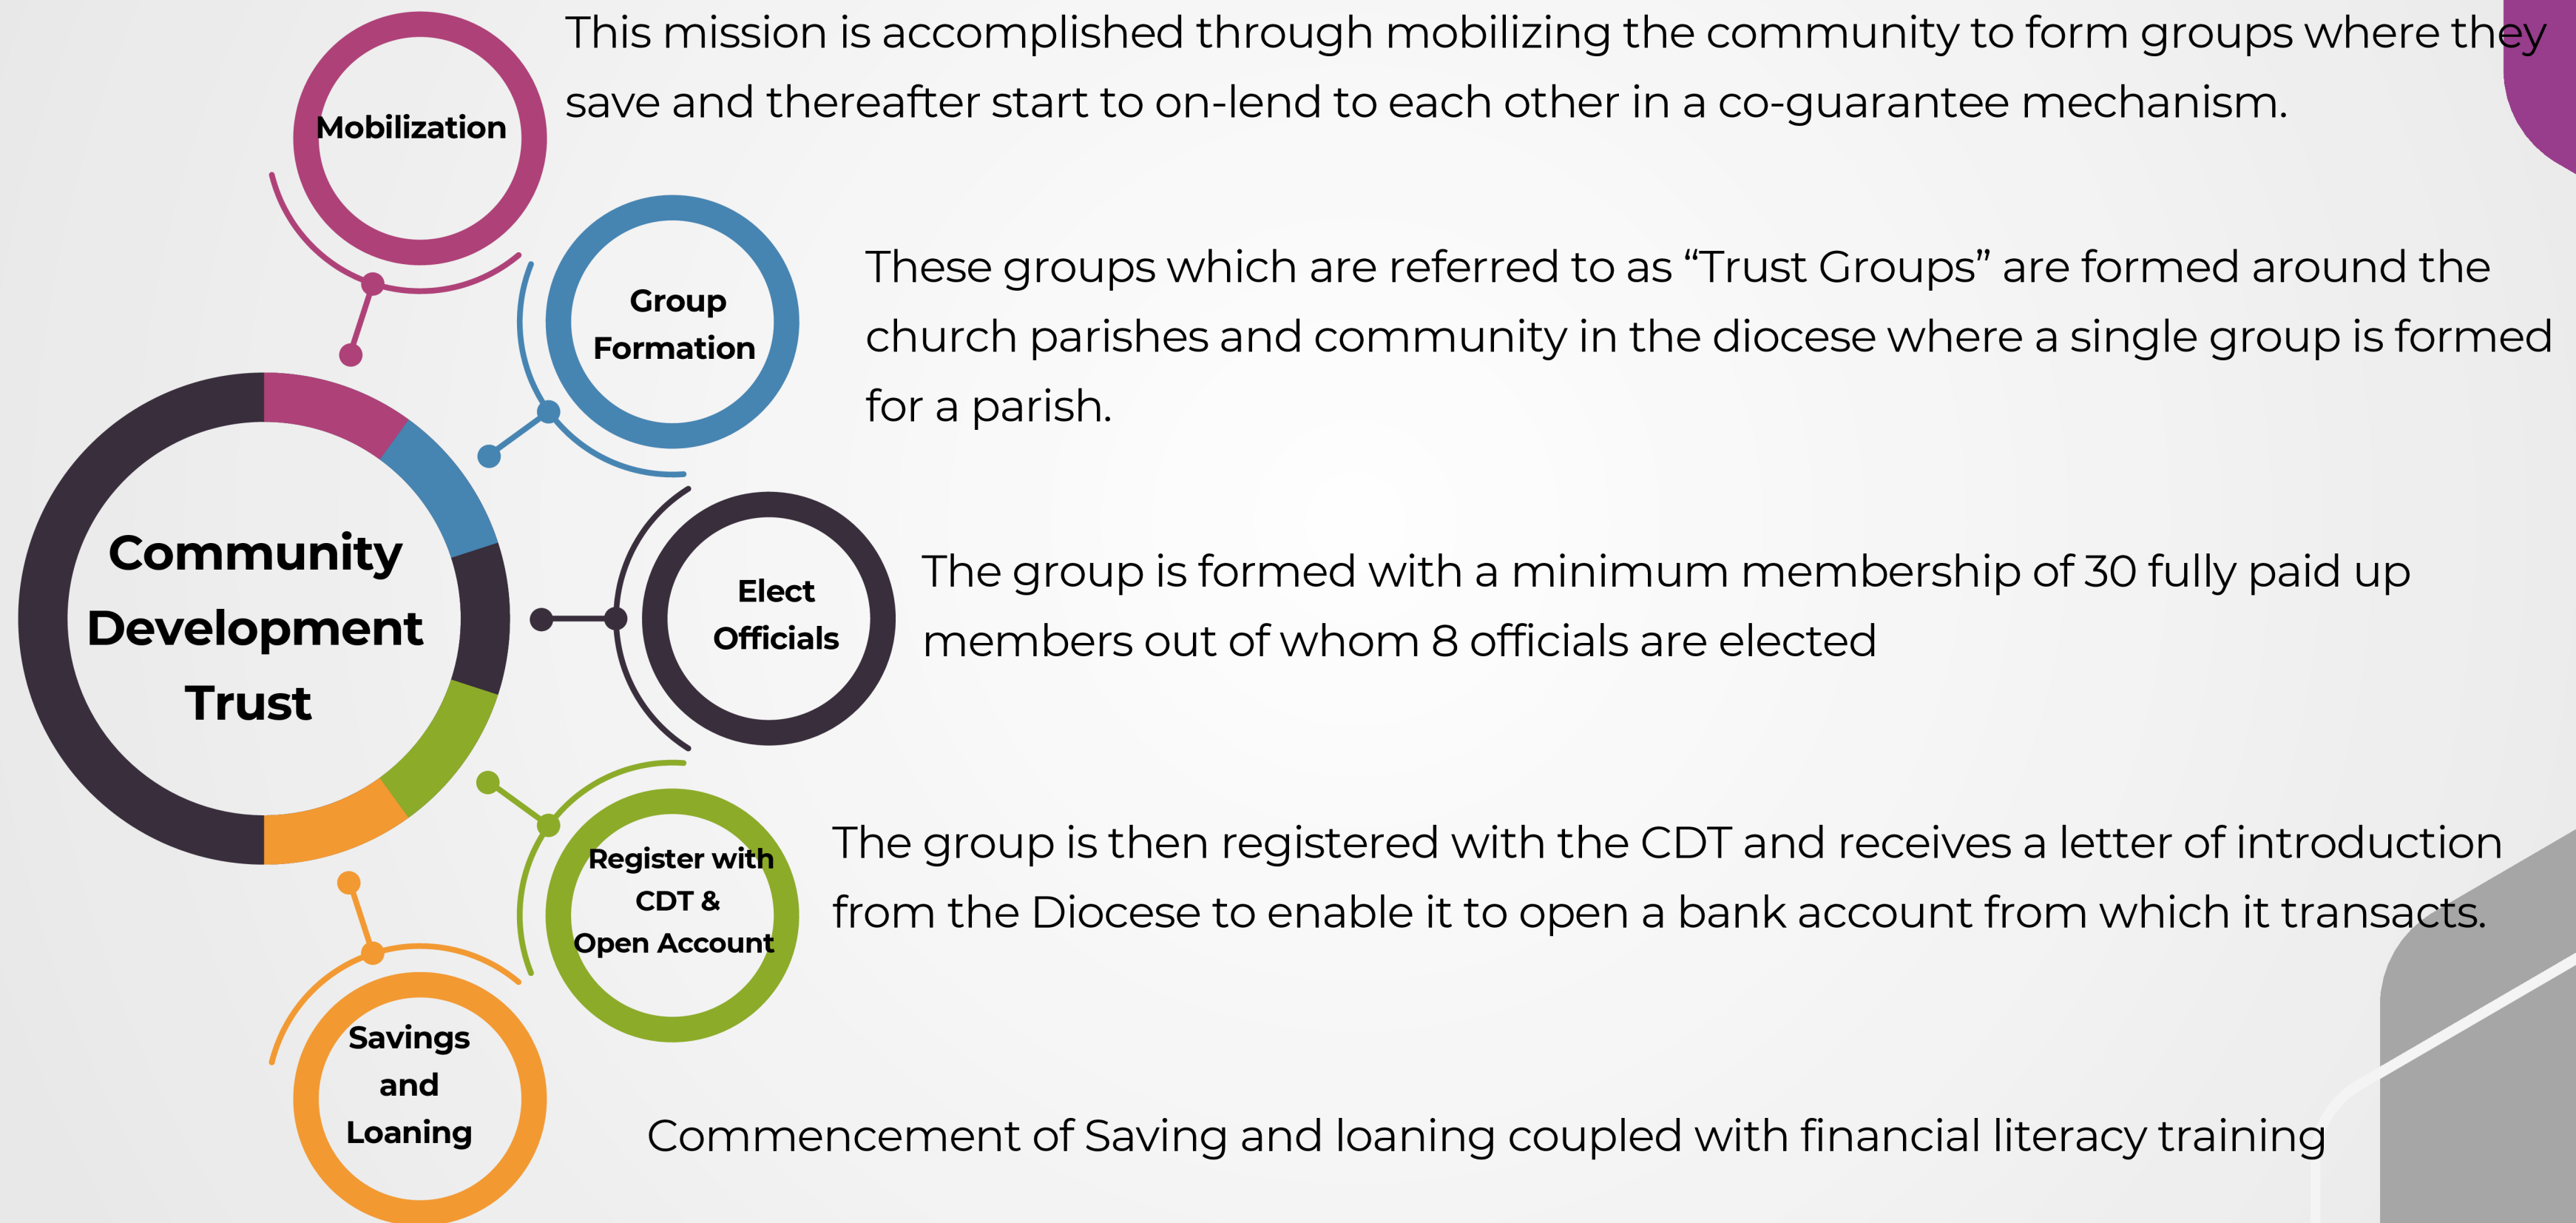 This mission is accomplished through mobilizing the community to form groups where they
save and thereafter start to on-lend to each other in a co-guarantee mechanism.
Mobilization
These groups which are referred to as “Trust Groups” are formed around the
church parishes and community in the diocese where a single group is formed
for a parish.
Group
Formation
Community
Development
Trust
The group is formed with a minimum membership of 30 fully paid up
members out of whom 8 officials are elected
Elect
Officials
The group is then registered with the CDT and receives a letter of introduction
from the Diocese to enable it to open a bank account from which it transacts.
Register with
CDT &
Open Account
Savings
and
Loaning
Commencement of Saving and loaning coupled with financial literacy training